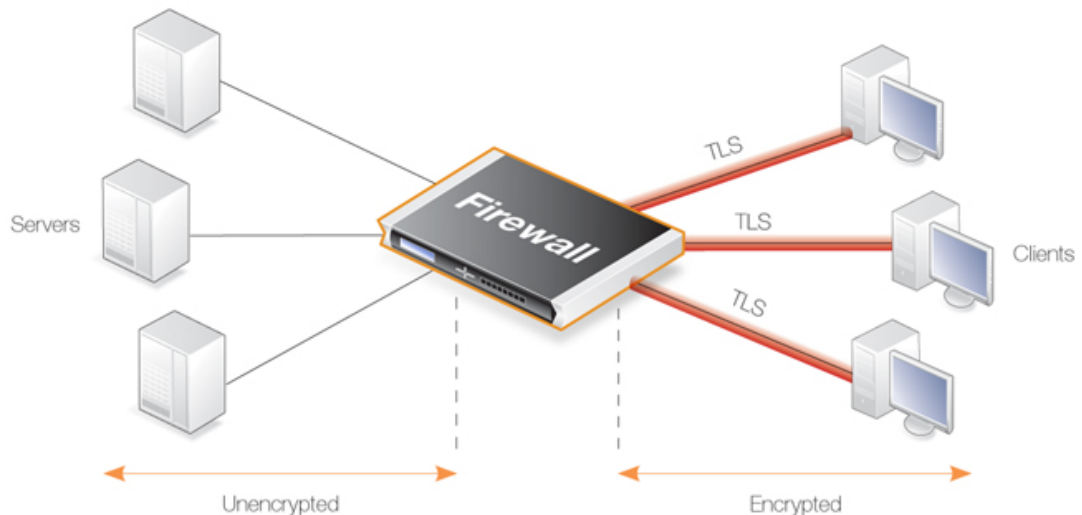 TLS
Firewall
Servers
TLS
Clients
TLS
Unencrypted
Encrypted